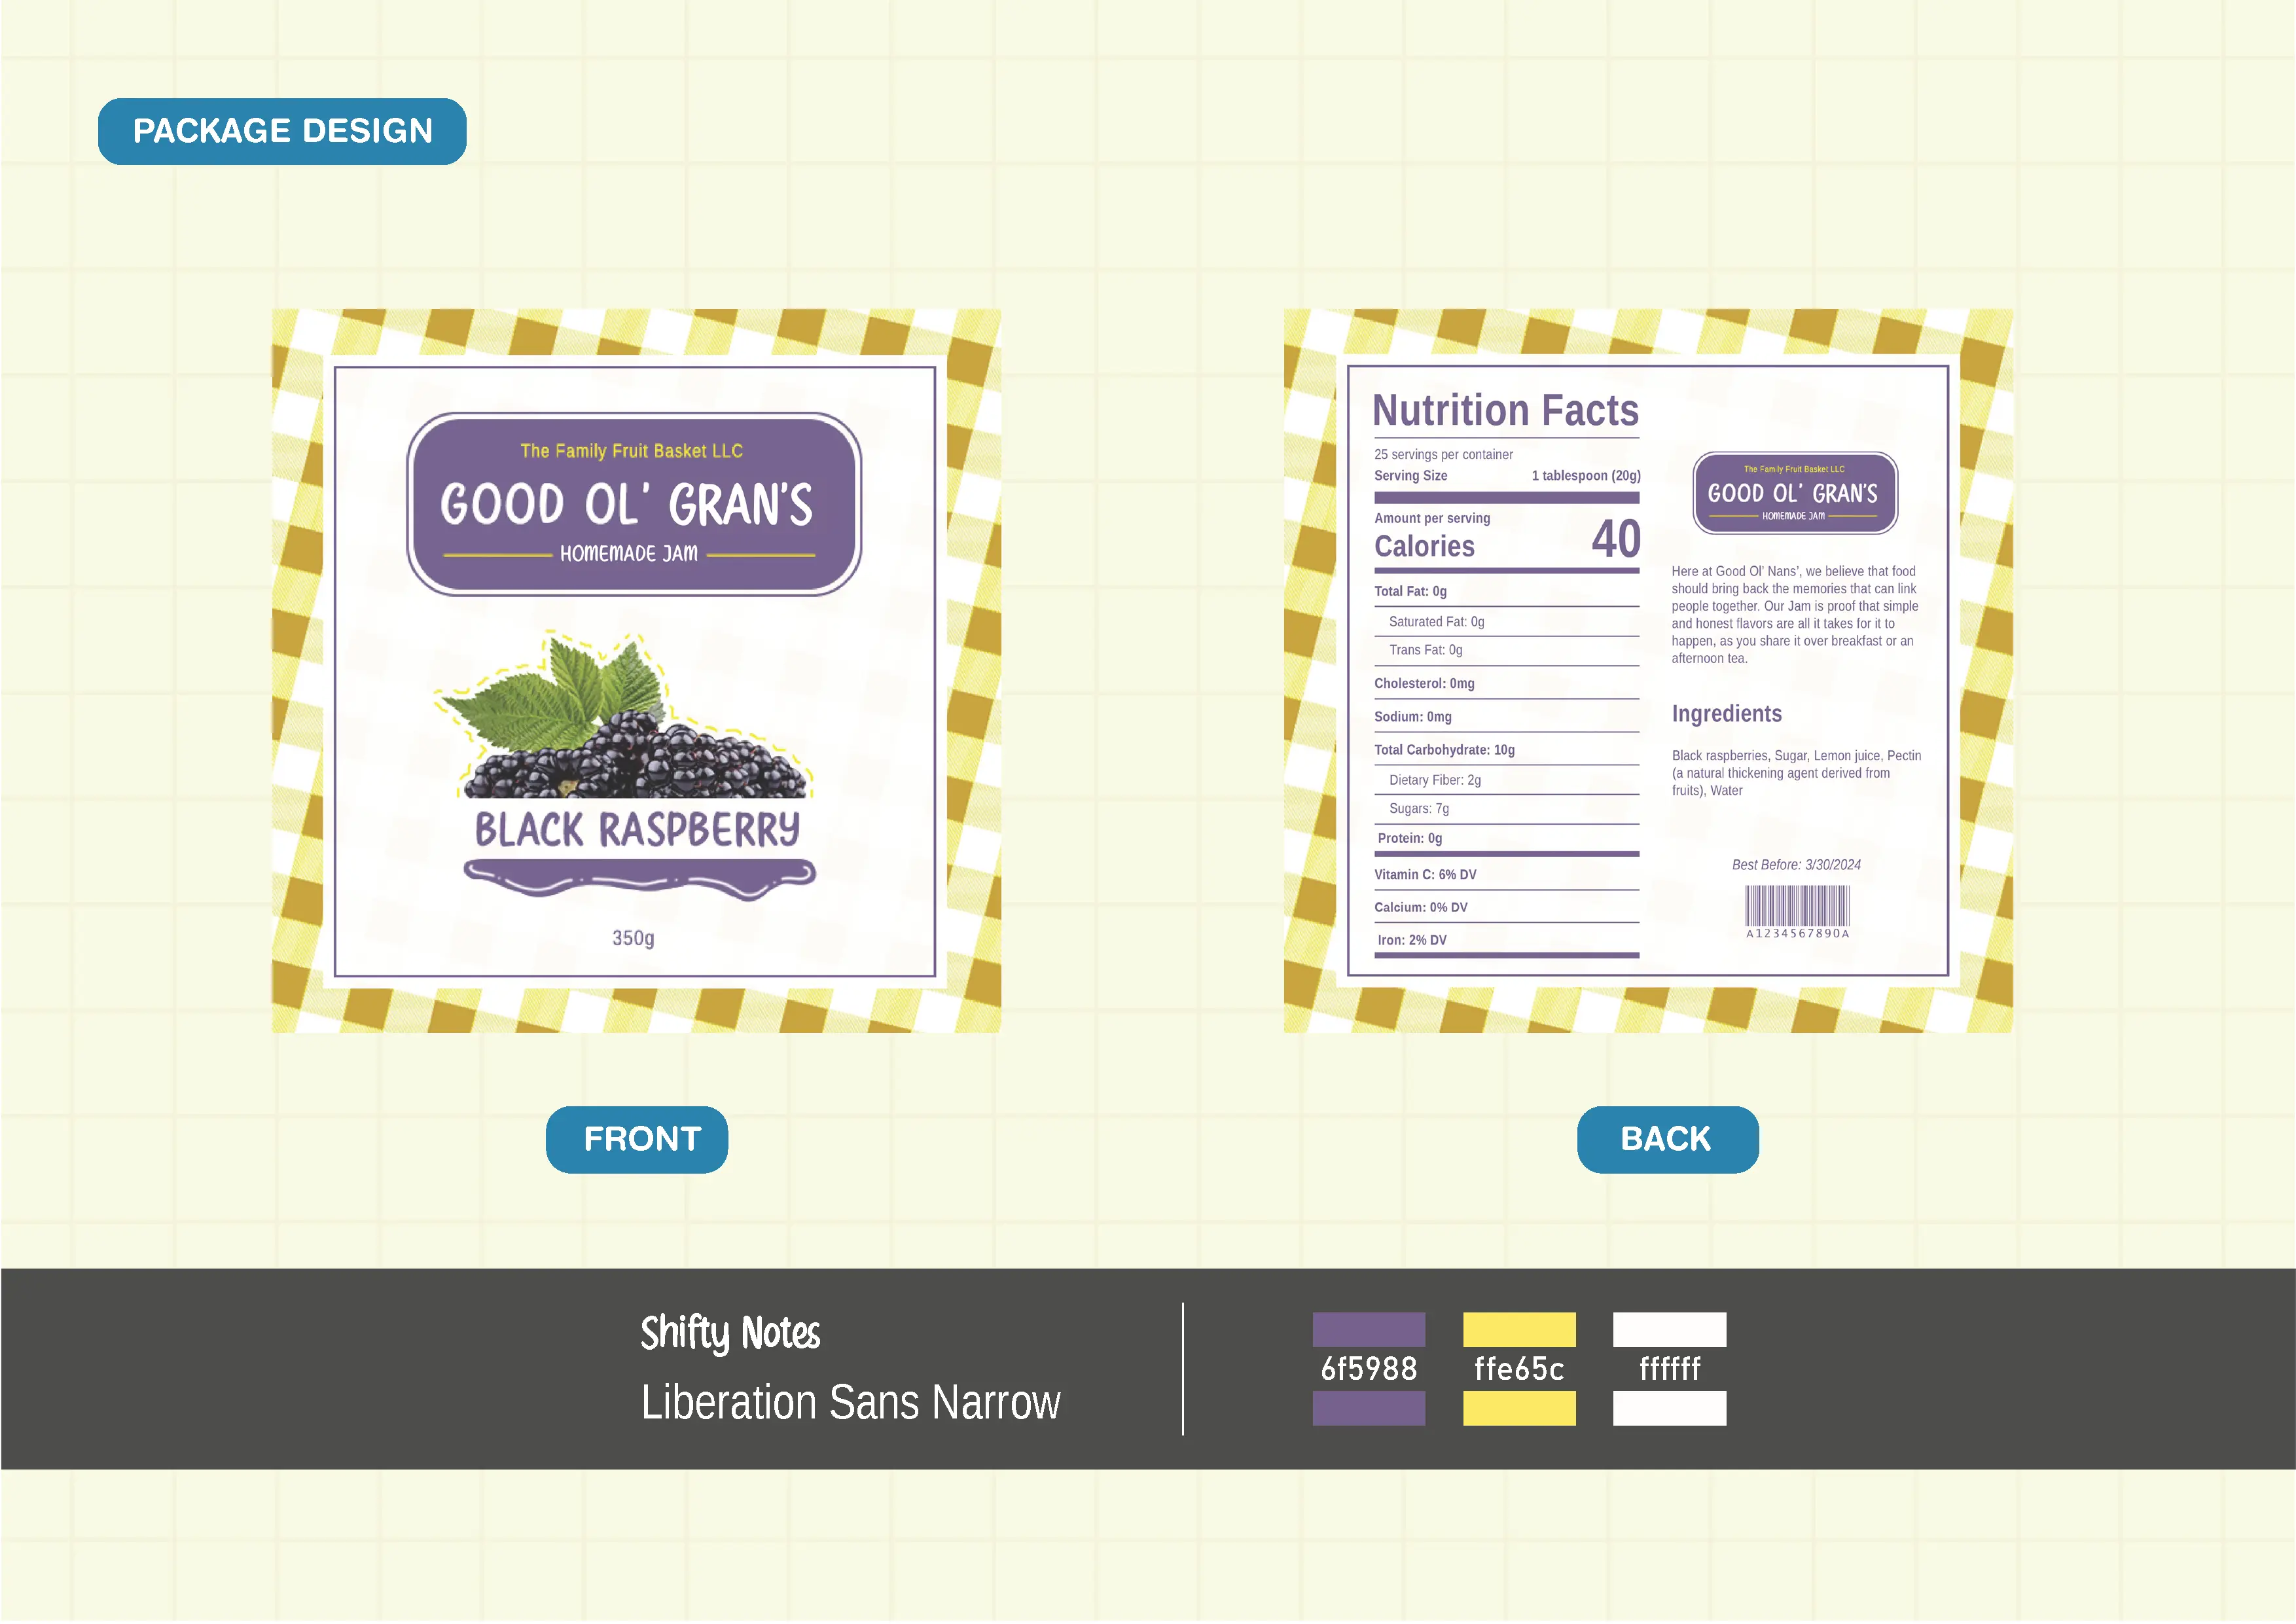 PACKAGE DESIGN
The Family Fruit Basket LLC
GOOD OL' GRAN'S
HOMEMADE JAM
BLACK RASPBERRY
350g
Nutrition Facts
25 servings per container
Serving Size 1 tablespoon (20g)
Amount per serving
Calories 40
Total Fat: 0g
Saturated Fat: 0g
Trans Fat: 0g
Cholesterol: 0mg
Sodium: 0mg
Total Carbohydrate: 10g
Dietary Fiber: 2g
Sugars: 7g
Protein: 0g
Vitamin C: 6% DV
Calcium: 0% DV
Iron: 2% DV
The Family Fruit Basket LLC
GOOD OL' GRAN'S
HOMEMADE JAM
Here at Good Ol' Nans', we believe that food
should bring back the memories that can link
people together. Our Jam is proof that simple
and honest flavors are all it takes for it to
happen, as you share it over breakfast or an
afternoon tea.
Ingredients
Black raspberries, Sugar, Lemon juice, Pectin
(a natural thickening agent derived from
fruits), Water
Best Before: 3/30/2024
A1234567890A
FRONT
BACK
Shifty Notes
Liberation Sans Narrow
6f5988 ffe65c ffffff